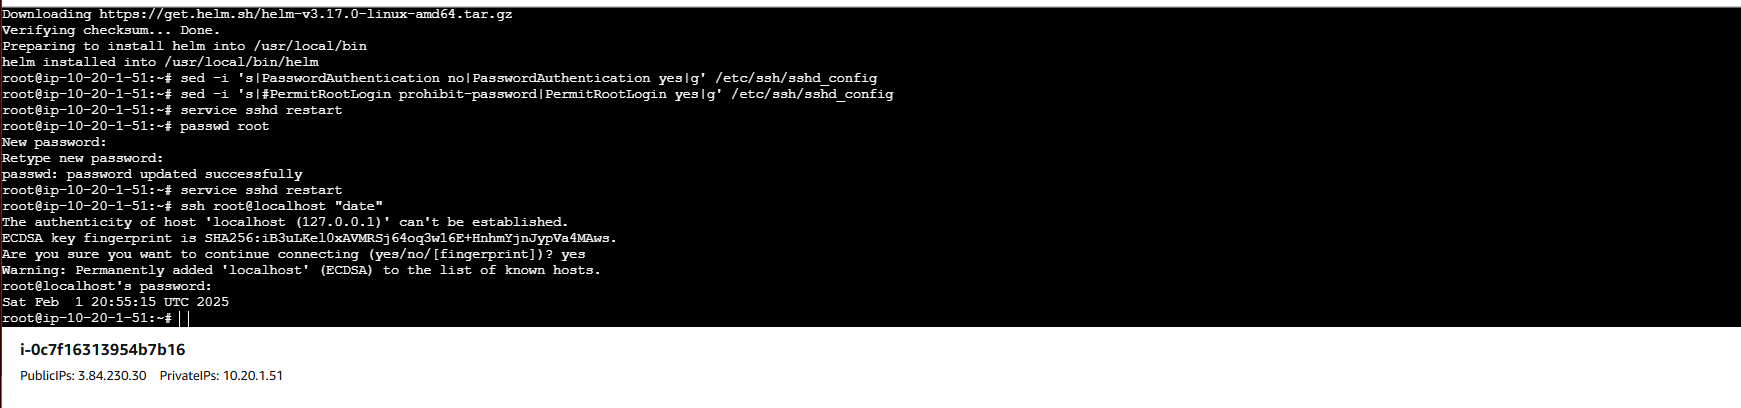 Downloading https://get.helm.sh/helm-v3.17.0-linux-amd64.tar.gz
Verifying checksum... Done.
Preparing to install helm into /usr/local/bin
helm installed into /usr/local/bin/helm
root@ip-10-20-1-51:~# sed -i 's|PasswordAuthentication no|PasswordAuthentication yes|g' /etc/ssh/sshd_config
root@ip-10-20-1-51:~# sed -i 's|#PermitRootLogin prohibit-password|PermitRootLogin yes|g' /etc/ssh/sshd_config
root@ip-10-20-1-51:~# service sshd restart
root@ip-10-20-1-51:~# passwd root
New password:
Retype new password:
passwd: password updated successfully
root@ip-10-20-1-51:~# service sshd restart
root@ip-10-20-1-51:~# ssh root@localhost "date"
The authenticity of host 'localhost (127.0.0.1)' can't be established.
ECDSA key fingerprint is SHA256:iB3uLKel0xAVMRSj64oq3w16E+HnhmYjnJypVa4MAws.
Are you sure you want to continue connecting (yes/no/[fingerprint])? yes
Warning: Permanently added 'localhost' (ECDSA) to the list of known hosts.
root@localhost's password:
Sat Feb  1 20:55:15 UTC 2025
root@ip-10-20-1-51:~#
i-0c7f16313954b7b16
PublicIPs: 3.84.230.30    PrivateIPs: 10.20.1.51